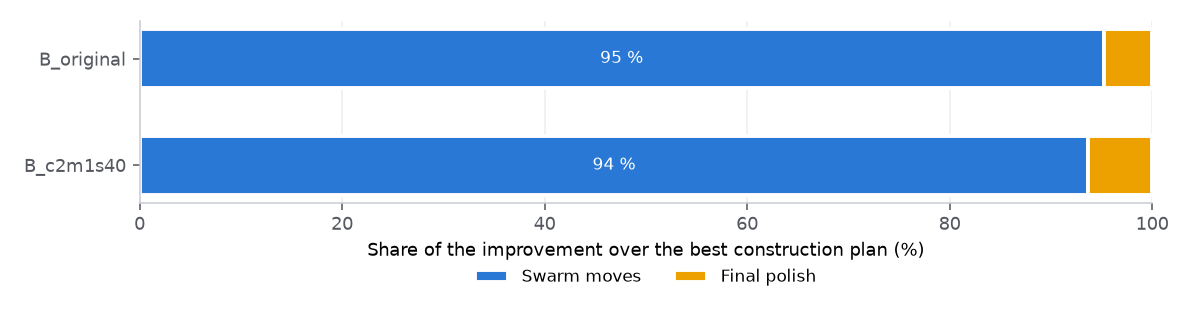 B_original
95 %
B_c2m1s40
94 %
0 20 40 60 80 100
Share of the improvement over the best construction plan (%)
Swarm moves Final polish